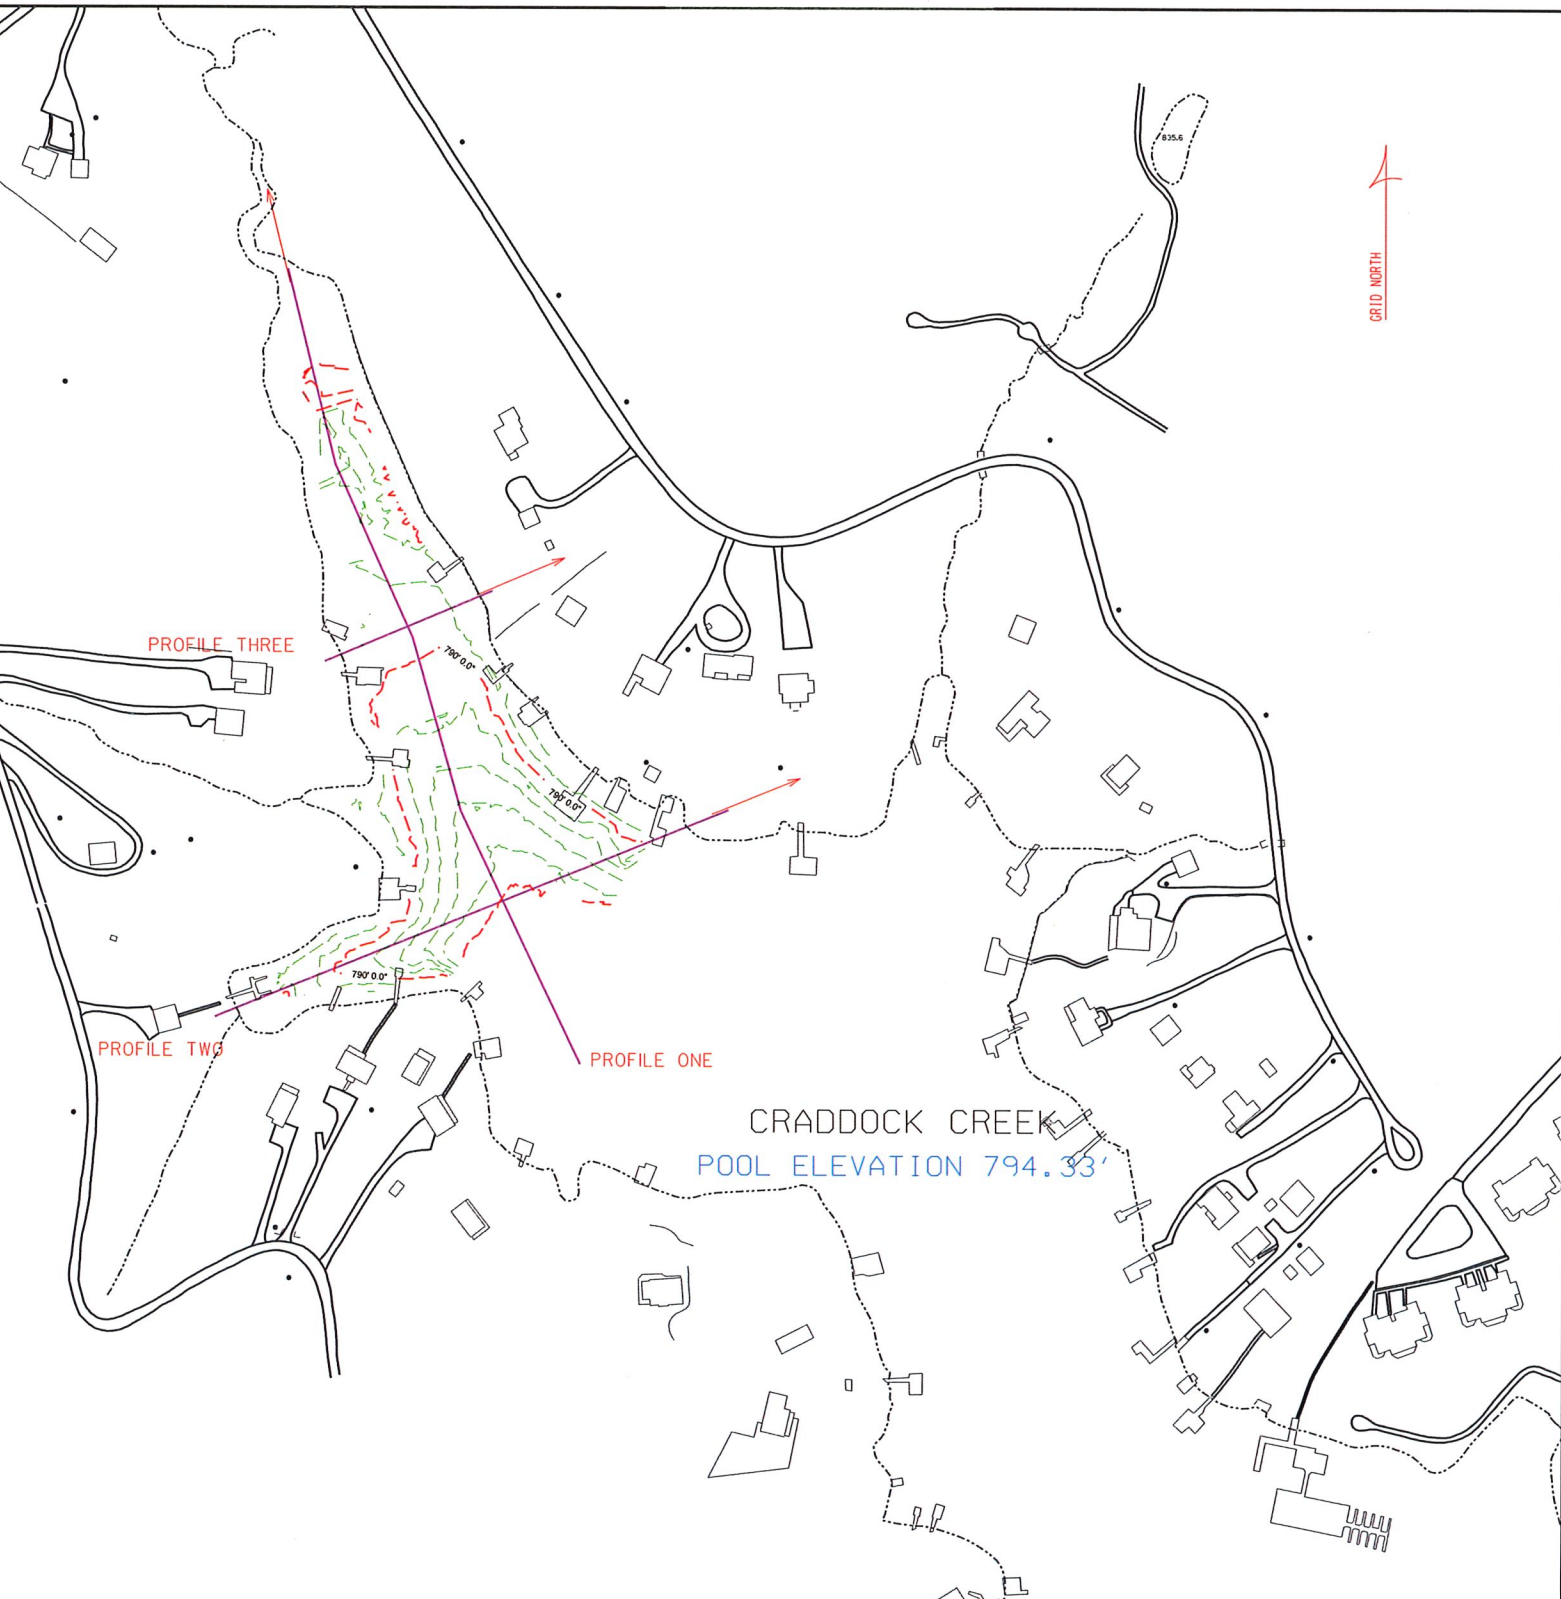 835.6
GRID NORTH
PROFILE THREE
790' 0.0"
790' 0.0"
790' 0.0"
PROFILE TWO
PROFILE ONE
CRADDOCK CREEK
POOL ELEVATION 794.33'